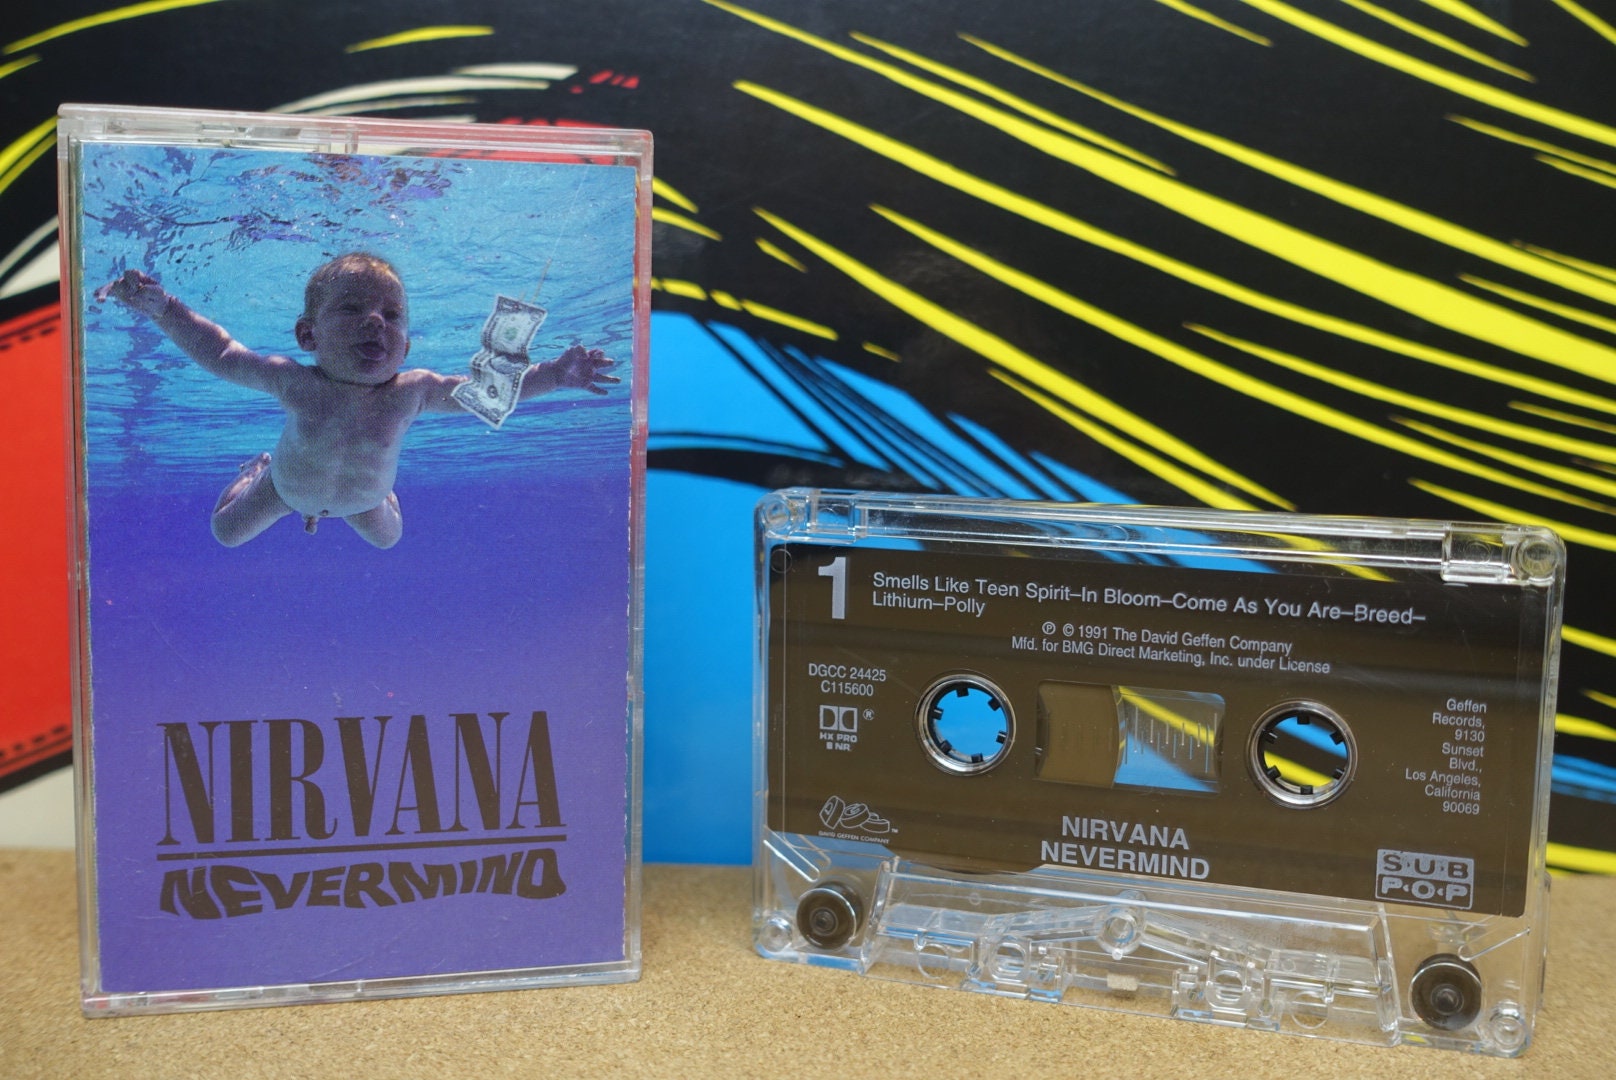 NIRVANA
NEVERMIND
1
Smells Like Teen Spirit–In Bloom–Come As You Are–Breed–
Lithium–Polly
℗ © 1991 The David Geffen Company
Mfd. for BMG Direct Marketing, Inc. under License
DGCC 24425
C115600
®
HX PRO
B NR
Geffen
Records,
9130
Sunset
Blvd.,
Los Angeles,
California
90069
DAVID GEFFEN COMPANY™
NIRVANA
NEVERMIND
SUB
POP